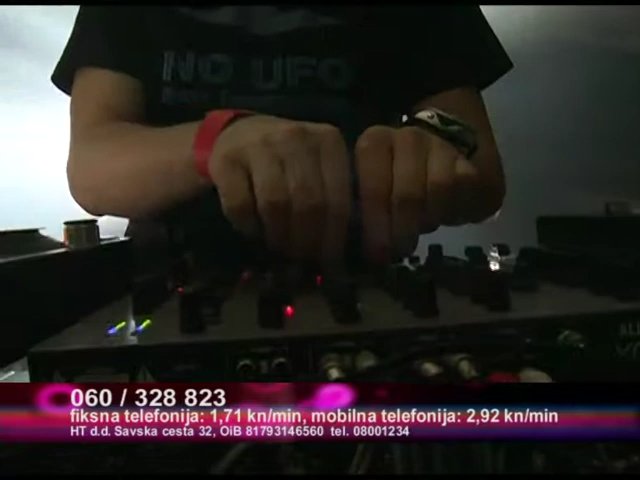 NO UFO
060 / 328 823
fiksna telefonija: 1,71 kn/min, mobilna telefonija: 2,92 kn/min
HT d.d. Savska cesta 32, OiB 81793146560 tel. 08001234